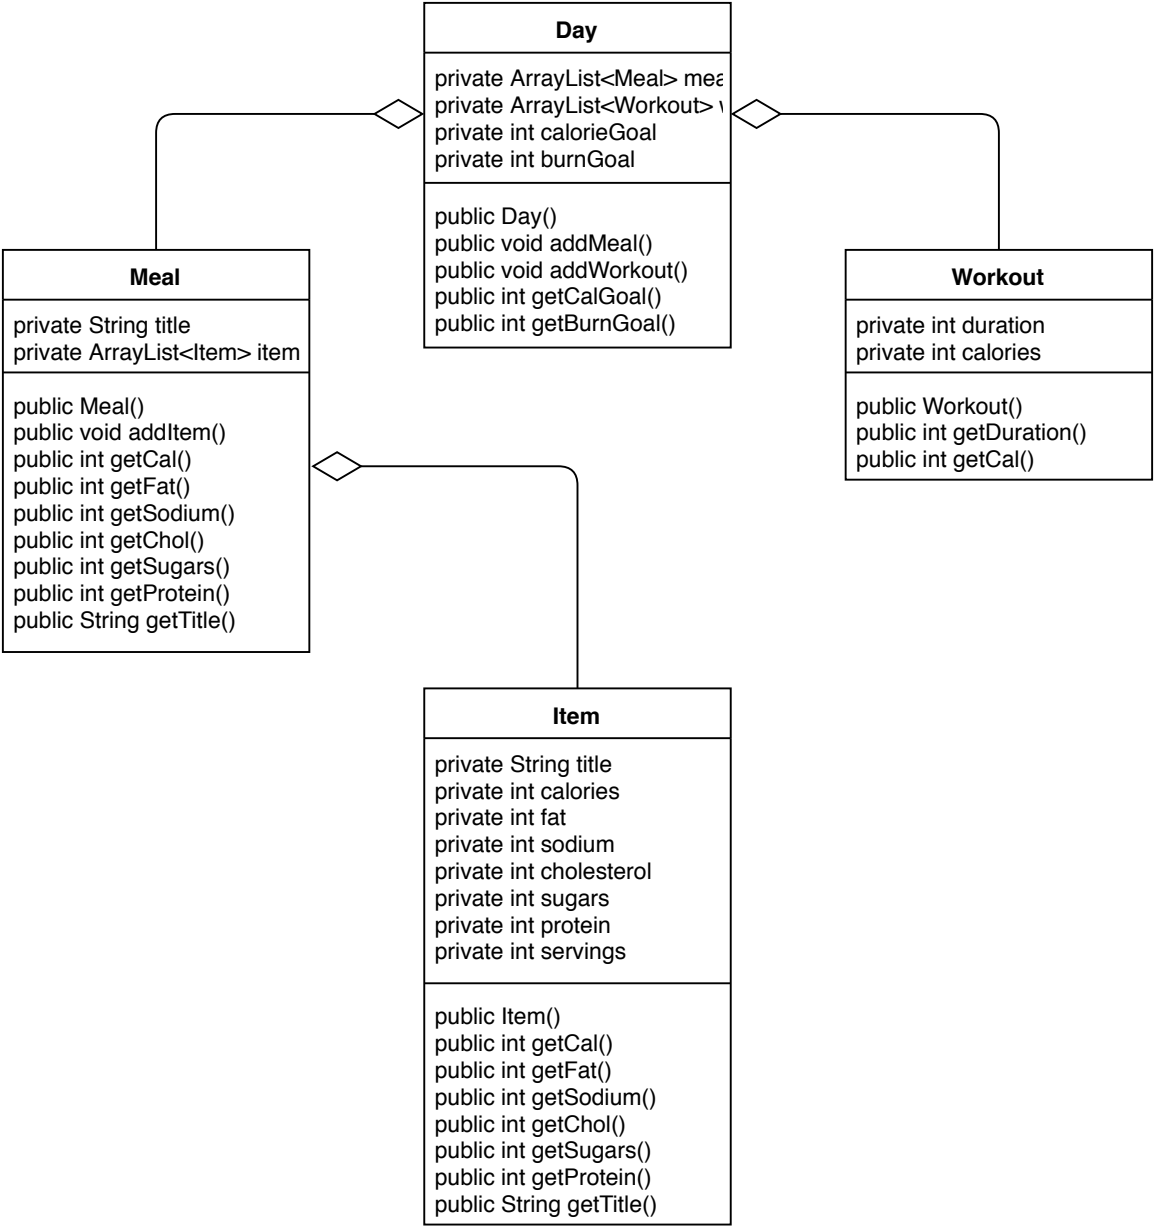 Day
private ArrayList<Meal>
private ArrayList<Workout>
private int calorieGoal
private int burnGoal
public Day()
public void addMeal()
public void addWorkout()
public int getCalGoal()
public int getBurnGoal()
Meal
private String title
private ArrayList<Item> item
public Meal()
public void addItem()
public int getCal()
public int getFat()
public int getSodium()
public int getChol()
public int getSugars()
public int getProtein()
public String getTitle()
Workout
private int duration
private int calories
public Workout()
public int getDuration()
public int getCal()
Item
private String title
private int calories
private int fat
private int sodium
private int cholesterol
private int sugars
private int protein
private int servings
public Item()
public int getCal()
public int getFat()
public int getSodium()
public int getChol()
public int getSugars()
public int getProtein()
public String getTitle()